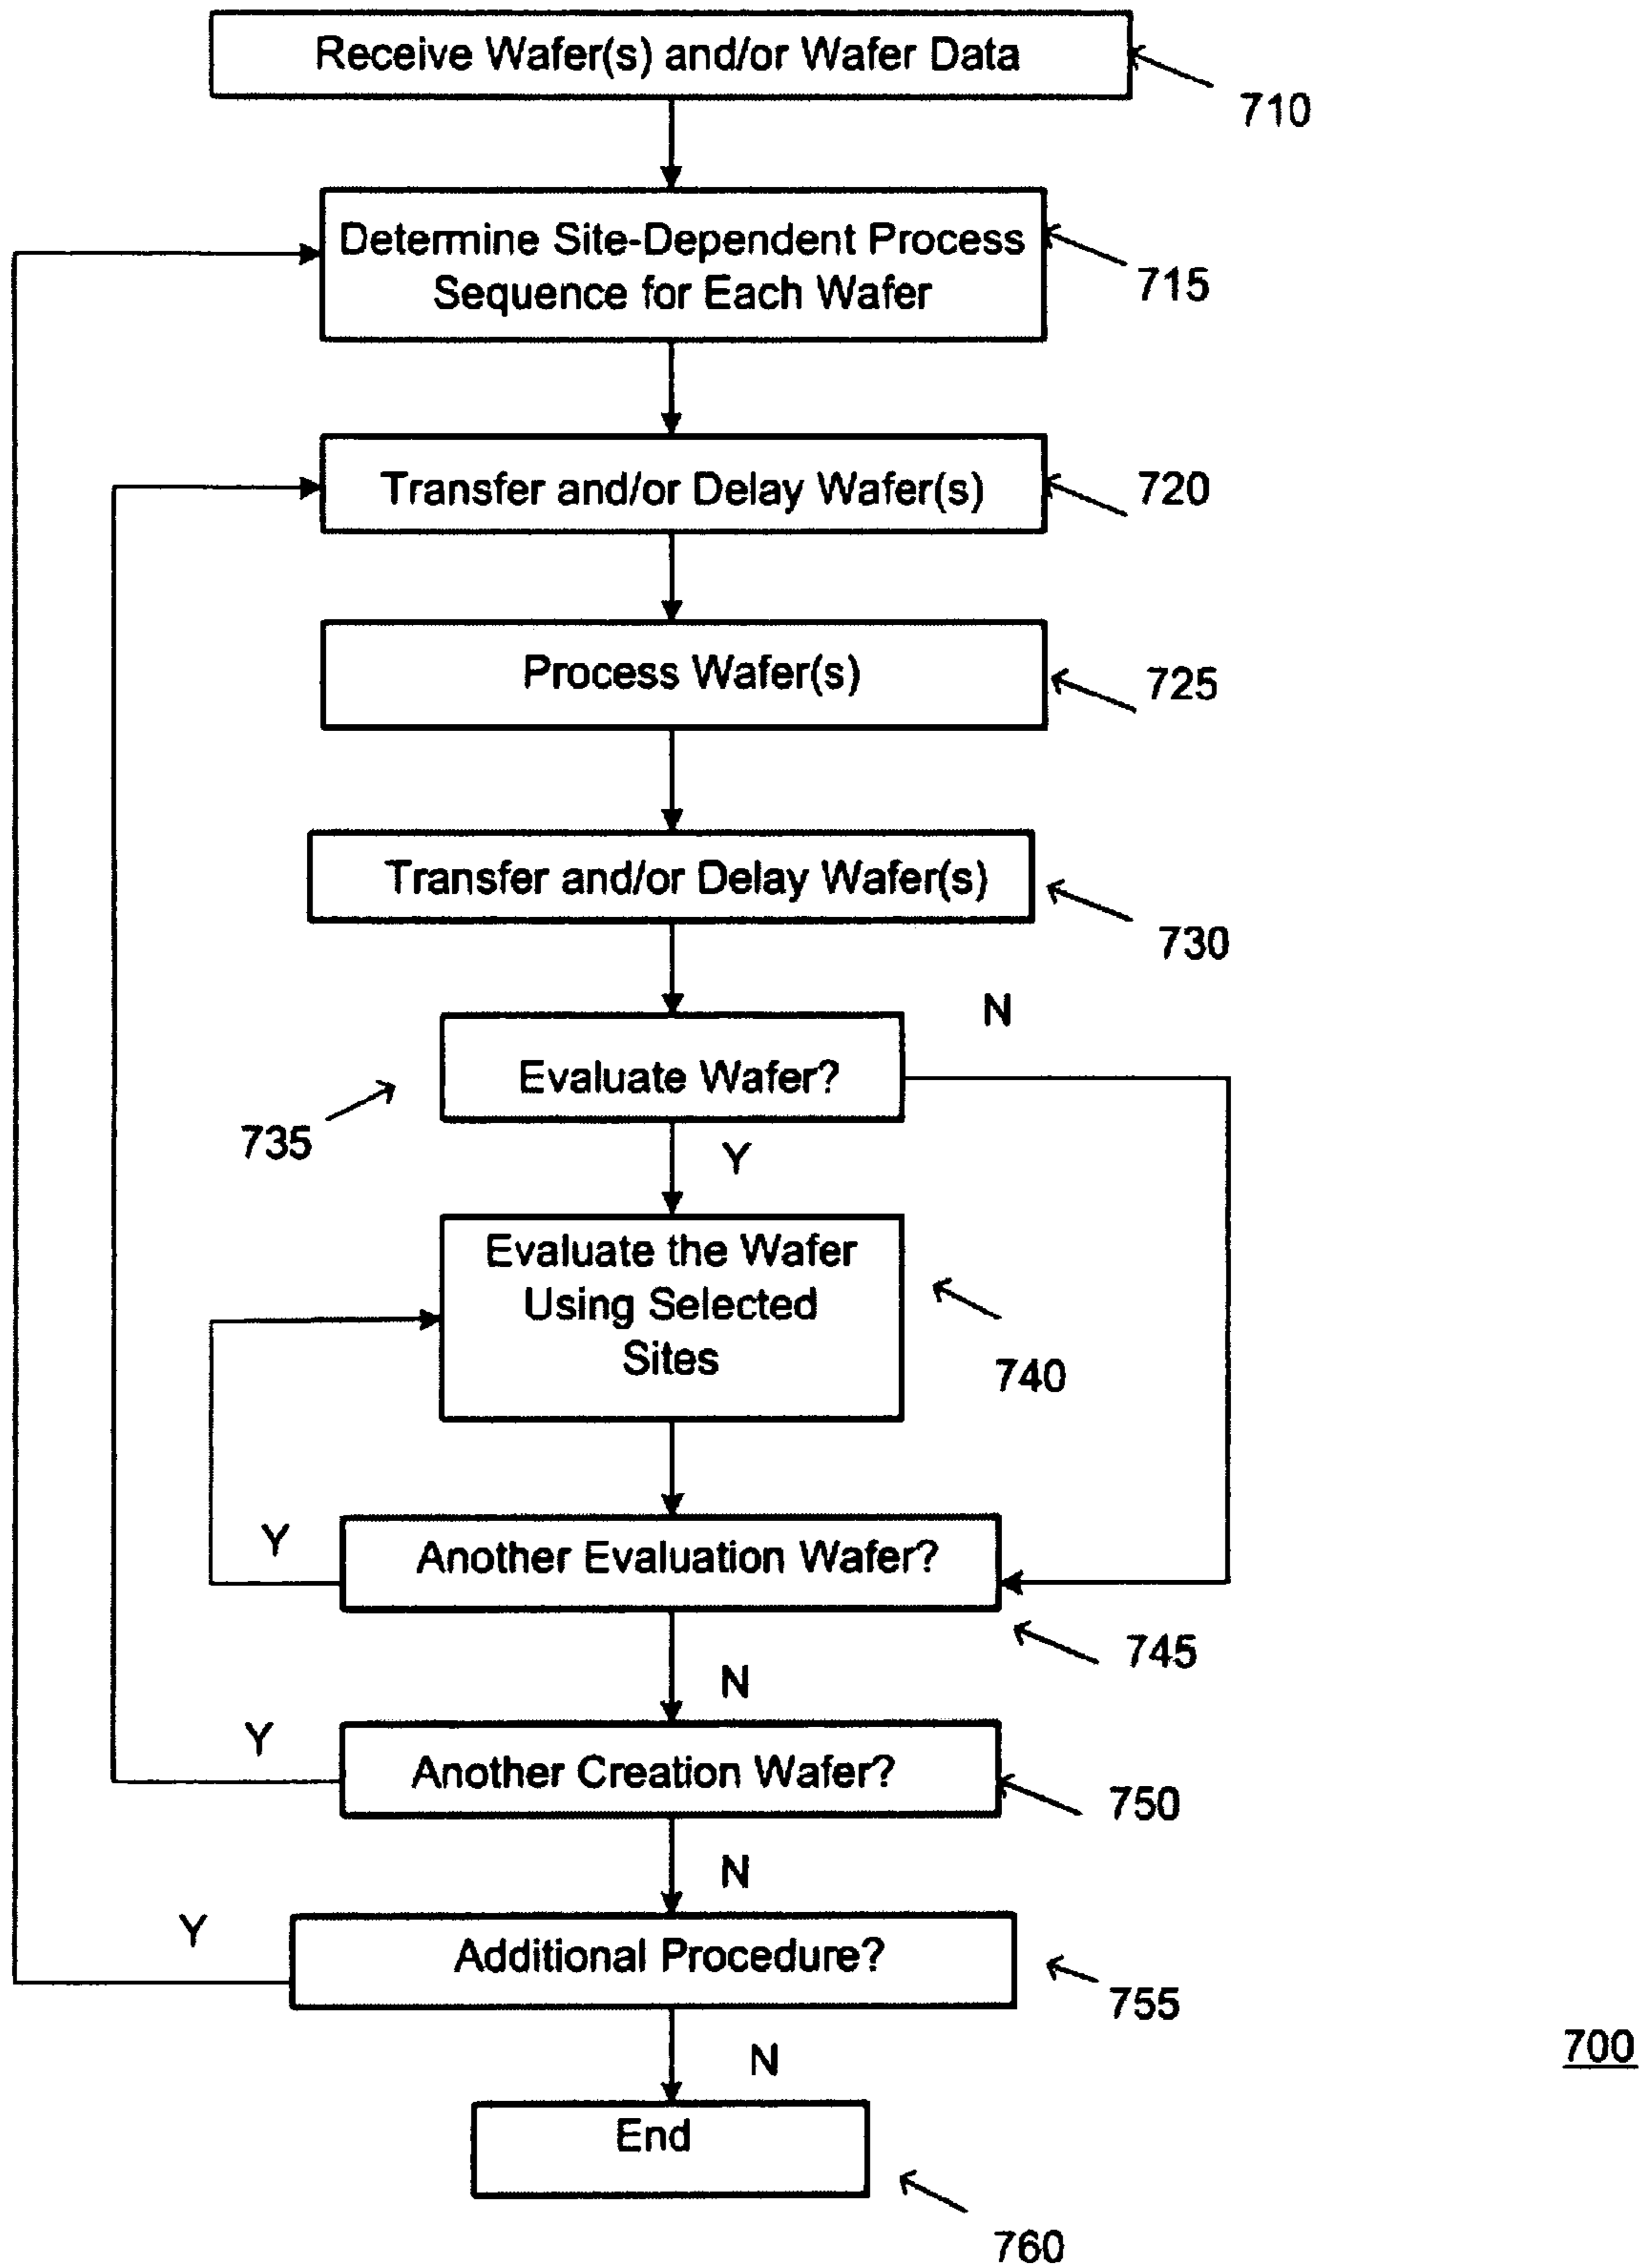 Receive Wafer(s) and/or Wafer Data
710
Determine Site-Dependent Process
Sequence for Each Wafer
715
Transfer and/or Delay Wafer(s)
720
Process Wafer(s)
725
Transfer and/or Delay Wafer(s)
730
N
Evaluate Wafer?
735
Y
Evaluate the Wafer
Using Selected
Sites
740
Y
Another Evaluation Wafer?
745
N
Y
Another Creation Wafer?
750
N
Y
Additional Procedure?
755
N
700
End
760